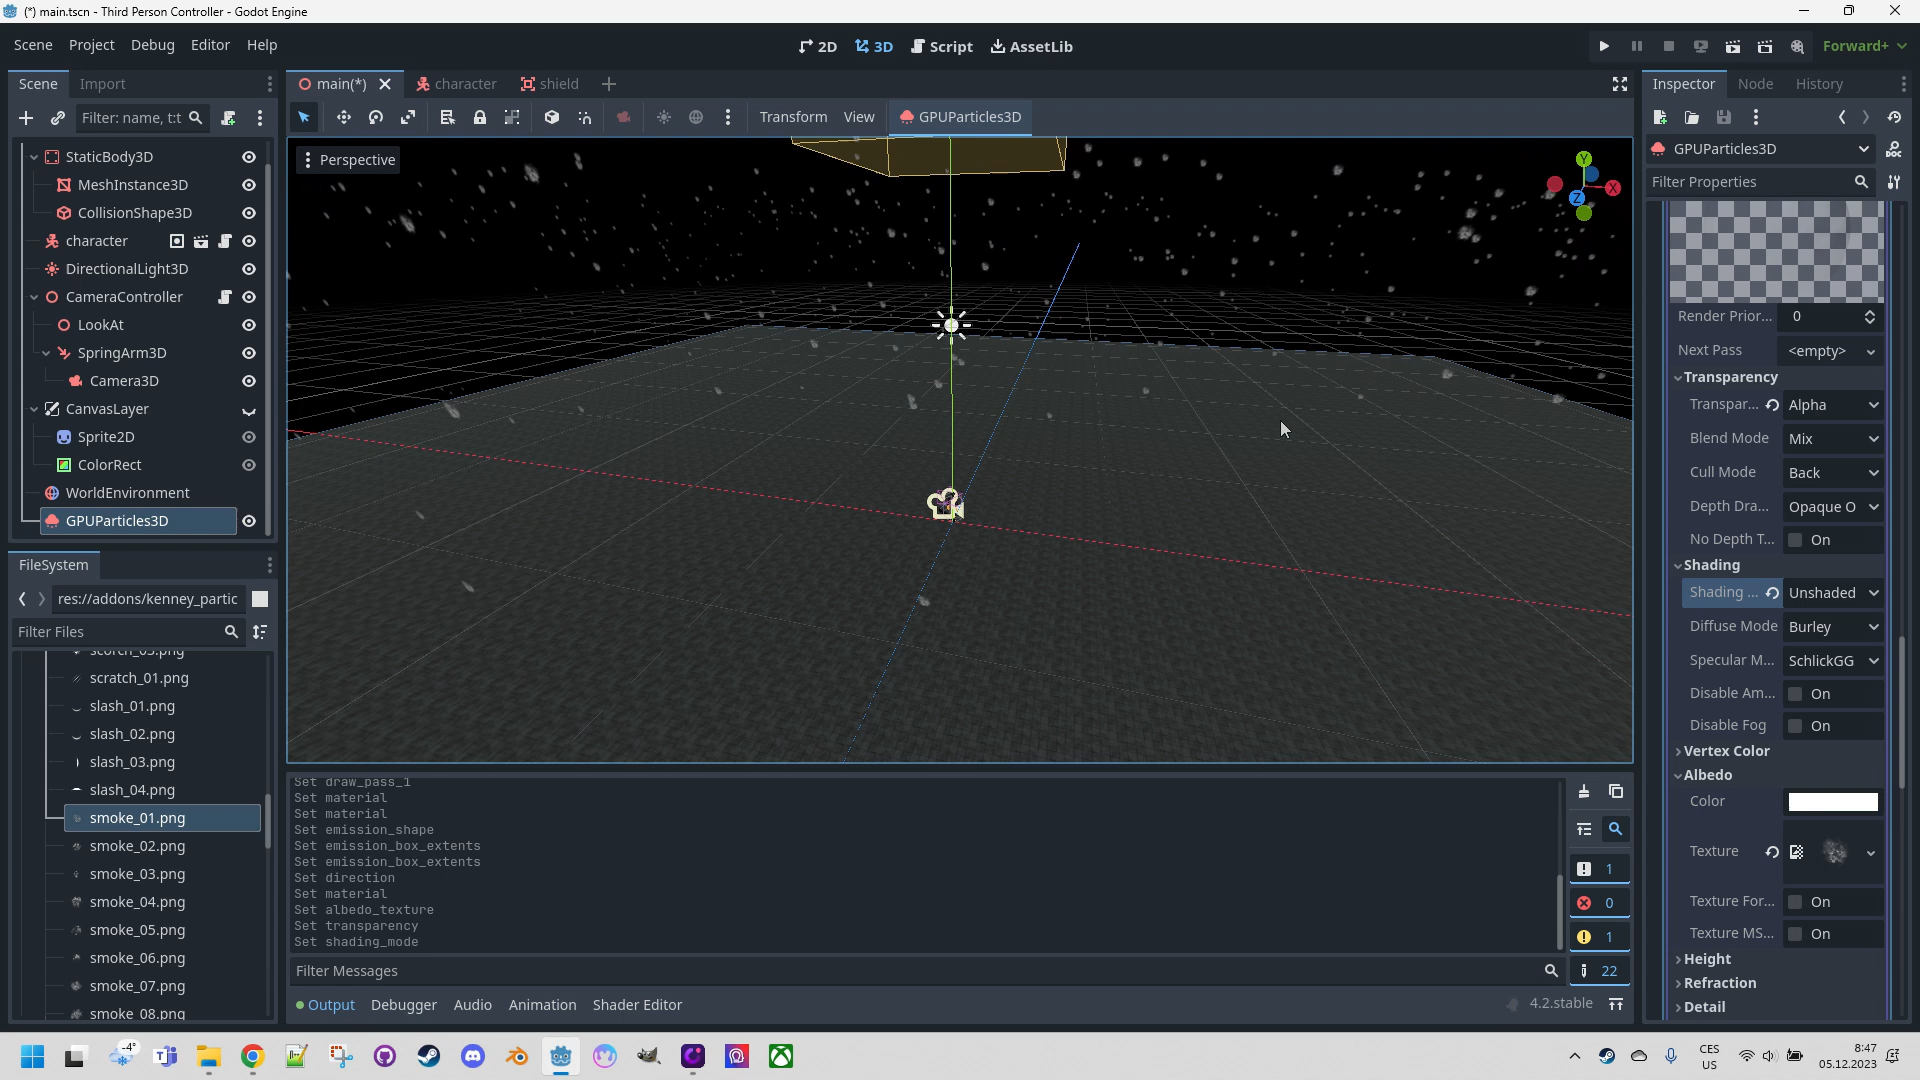 (*) main.tscn - Third Person Controller - Godot Engine
Scene Project Debug Editor Help
2D 3D Script AssetLib
Forward+
Scene Import
main(*) character shield
Inspector Node History
Filter: name, t:t
Transform View GPUParticles3D
Perspective
StaticBody3D
MeshInstance3D
CollisionShape3D
character
DirectionalLight3D
CameraController
LookAt
SpringArm3D
Camera3D
CanvasLayer
Sprite2D
ColorRect
WorldEnvironment
GPUParticles3D
Y
X
Z
FileSystem
res://addons/kenney_partic
Filter Files
scorch_03.png
scratch_01.png
slash_01.png
slash_02.png
slash_03.png
slash_04.png
smoke_01.png
smoke_02.png
smoke_03.png
smoke_04.png
smoke_05.png
smoke_06.png
smoke_07.png
smoke_08.png
Set draw_pass_1
Set material
Set material
Set emission_shape
Set emission_box_extents
Set emission_box_extents
Set direction
Set material
Set albedo_texture
Set transparency
Set shading_mode
1
0
1
22
Filter Messages
Output Debugger Audio Animation Shader Editor
4.2.stable
GPUParticles3D
Filter Properties
Render Prior... 0
Next Pass <empty>
Transparency
Transpar... Alpha
Blend Mode Mix
Cull Mode Back
Depth Dra... Opaque O
No Depth T... On
Shading
Shading ... Unshaded
Diffuse Mode Burley
Specular M... SchlickGG
Disable Am... On
Disable Fog On
Vertex Color
Albedo
Color
Texture
Texture For... On
Texture MS... On
Height
Refraction
Detail
-4°
CES
US
8:47
05.12.2023